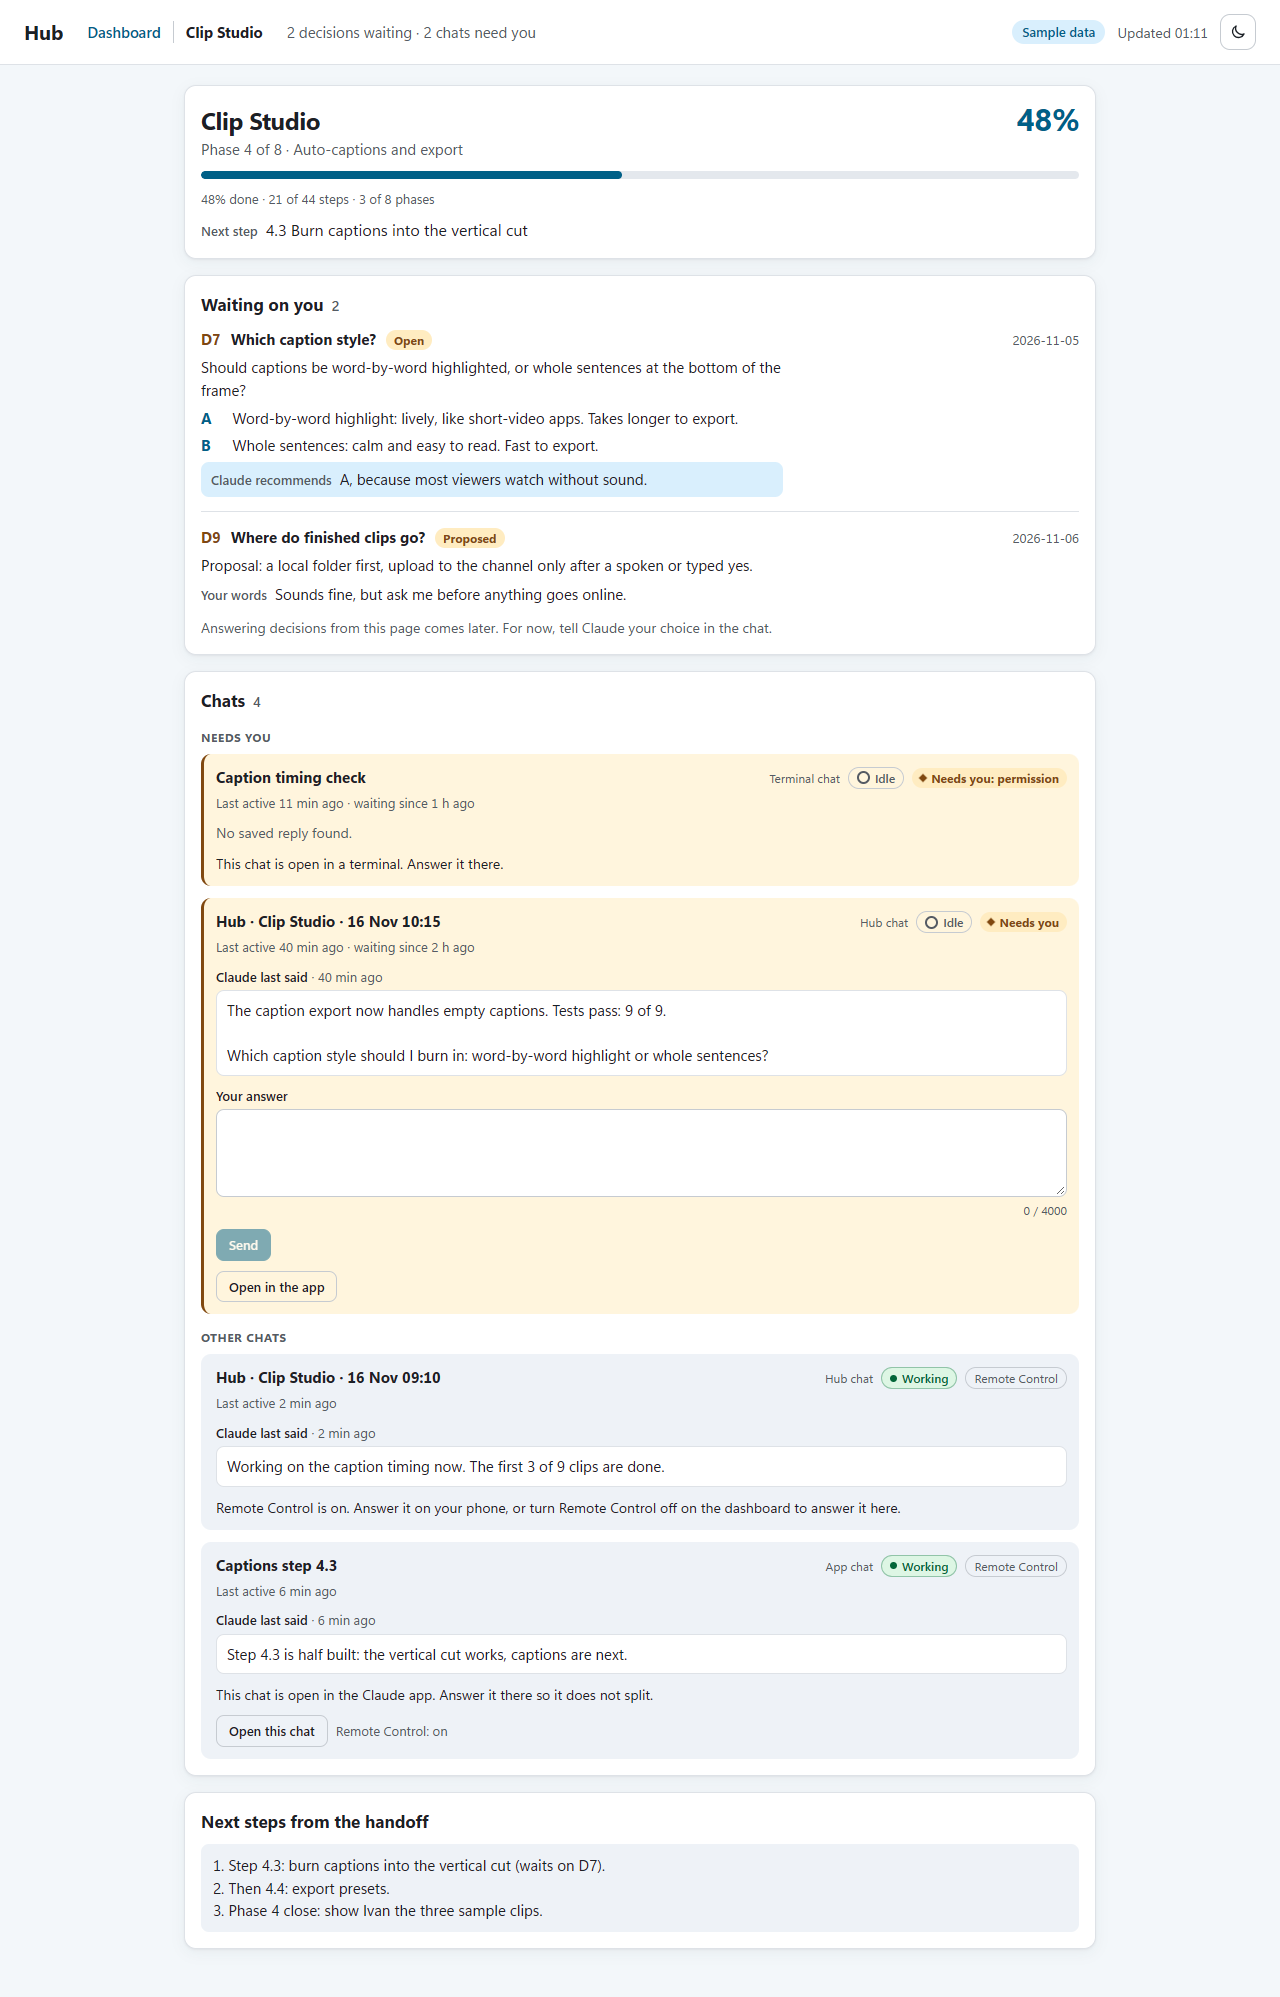 Hub Dashboard Clip Studio 2 decisions waiting · 2 chats need you Sample data Updated 01:11
Clip Studio 48%
Phase 4 of 8 · Auto-captions and export
48% done · 21 of 44 steps · 3 of 8 phases
Next step 4.3 Burn captions into the vertical cut
Waiting on you 2
D7 Which caption style? Open 2026-11-05
Should captions be word-by-word highlighted, or whole sentences at the bottom of the
frame?
A Word-by-word highlight: lively, like short-video apps. Takes longer to export.
B Whole sentences: calm and easy to read. Fast to export.
Claude recommends A, because most viewers watch without sound.
D9 Where do finished clips go? Proposed 2026-11-06
Proposal: a local folder first, upload to the channel only after a spoken or typed yes.
Your words Sounds fine, but ask me before anything goes online.
Answering decisions from this page comes later. For now, tell Claude your choice in the chat.
Chats 4
NEEDS YOU
Caption timing check Terminal chat Idle Needs you: permission
Last active 11 min ago · waiting since 1 h ago
No saved reply found.
This chat is open in a terminal. Answer it there.
Hub · Clip Studio · 16 Nov 10:15 Hub chat Idle Needs you
Last active 40 min ago · waiting since 2 h ago
Claude last said · 40 min ago
The caption export now handles empty captions. Tests pass: 9 of 9.
Which caption style should I burn in: word-by-word highlight or whole sentences?
Your answer
0 / 4000
Send
Open in the app
OTHER CHATS
Hub · Clip Studio · 16 Nov 09:10 Hub chat Working Remote Control
Last active 2 min ago
Claude last said · 2 min ago
Working on the caption timing now. The first 3 of 9 clips are done.
Remote Control is on. Answer it on your phone, or turn Remote Control off on the dashboard to answer it here.
Captions step 4.3 App chat Working Remote Control
Last active 6 min ago
Claude last said · 6 min ago
Step 4.3 is half built: the vertical cut works, captions are next.
This chat is open in the Claude app. Answer it there so it does not split.
Open this chat Remote Control: on
Next steps from the handoff
1. Step 4.3: burn captions into the vertical cut (waits on D7).
2. Then 4.4: export presets.
3. Phase 4 close: show Ivan the three sample clips.